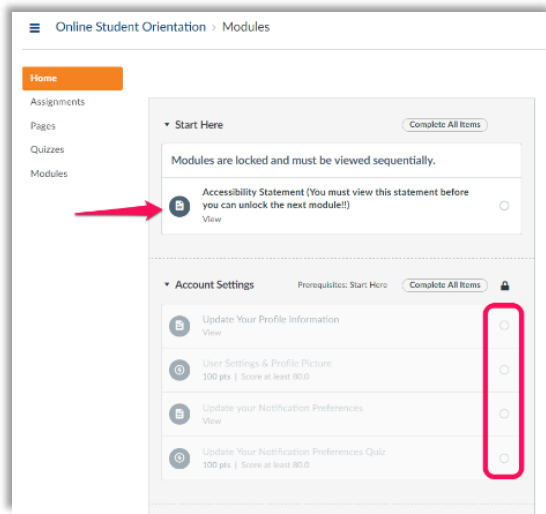 Online Student Orientation › Modules
Home
Assignments
Pages
Quizzes
Modules
Start Here
Complete All Items
Modules are locked and must be viewed sequentially.
Accessibility Statement (You must view this statement before
you can unlock the next module!!)
View
Account Settings
Prerequisites: Start Here
Complete All Items
Update Your Profile Information
View
User Settings & Profile Picture
100 pts | Score at least 80.0
Update your Notification Preferences
View
Update Your Notification Preferences Quiz
100 pts | Score at least 80.0